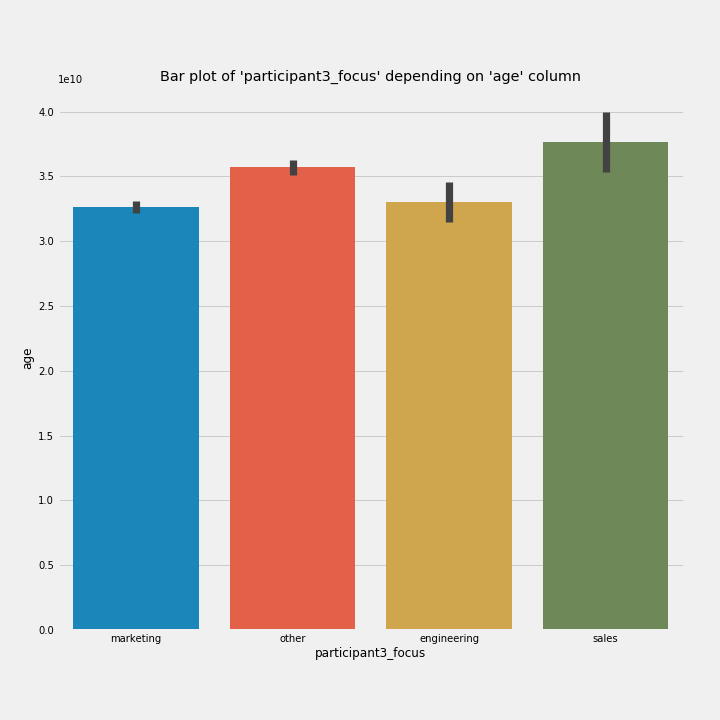 Bar plot of 'participant3_focus' depending on 'age' column
1e10
4.0
3.5
3.0
2.5
2.0
1.5
1.0
0.5
0.0
age
marketing other engineering sales
participant3_focus